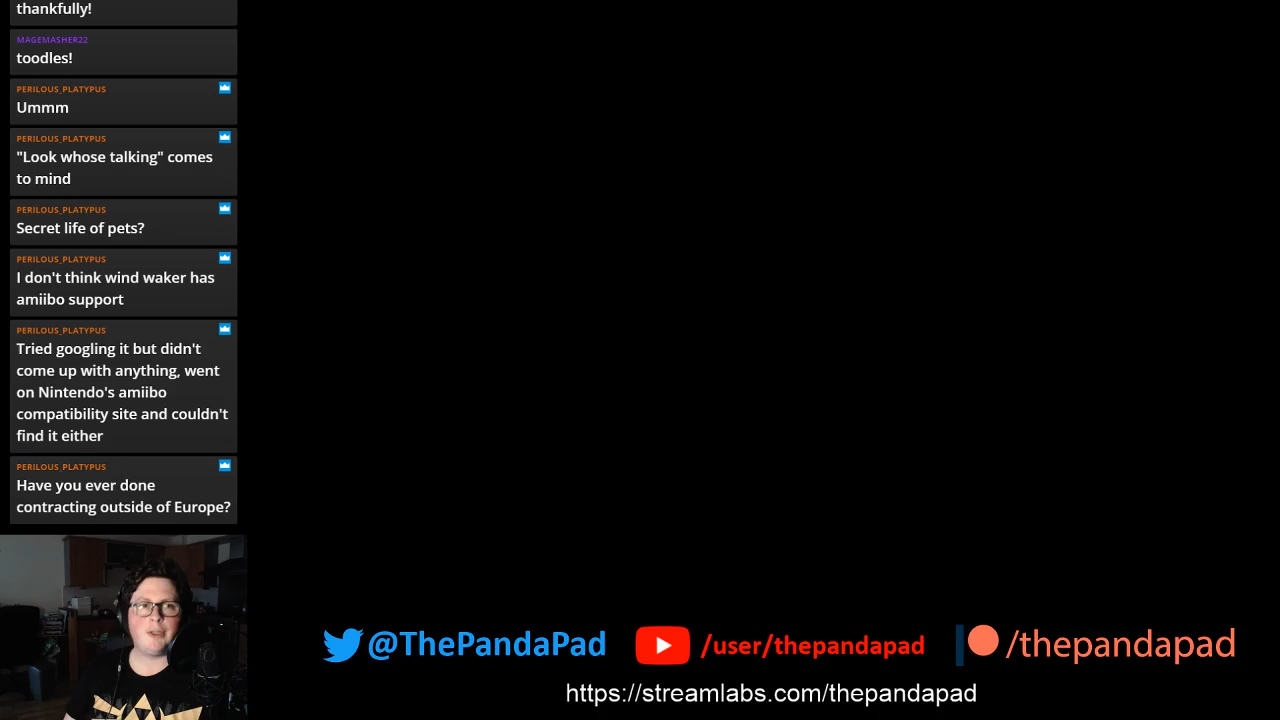 thankfully!
MAGEMASHER22
toodles!
PERILOUS_PLATYPUS
Ummm
PERILOUS_PLATYPUS
"Look whose talking" comes
to mind
PERILOUS_PLATYPUS
Secret life of pets?
PERILOUS_PLATYPUS
I don't think wind waker has
amiibo support
PERILOUS_PLATYPUS
Tried googling it but didn't
come up with anything, went
on Nintendo's amiibo
compatibility site and couldn't
find it either
PERILOUS_PLATYPUS
Have you ever done
contracting outside of Europe?
@ThePandaPad
/user/thepandapad
/thepandapad
https://streamlabs.com/thepandapad